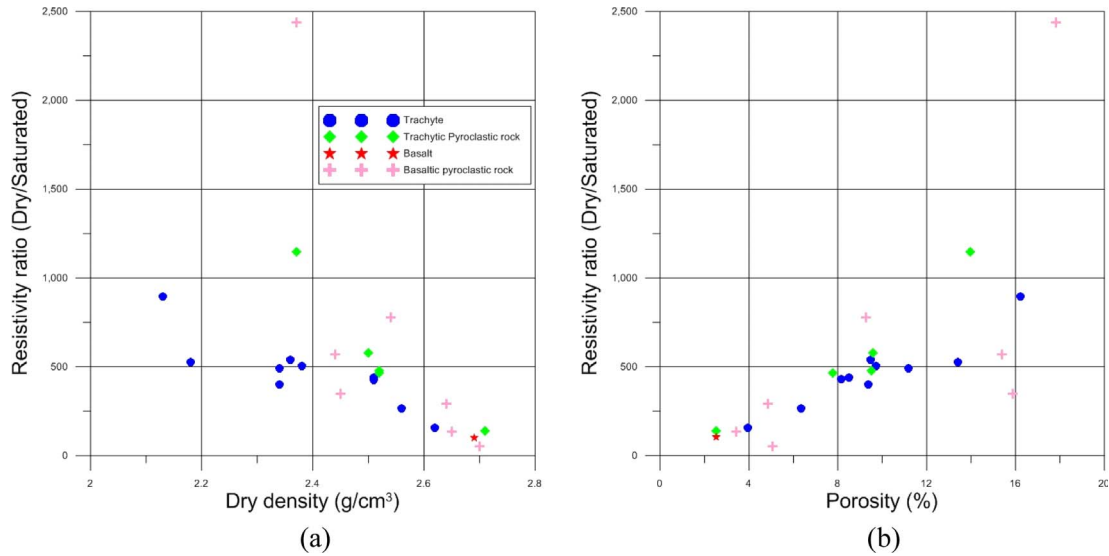 2,500
2,000
1,500
1,000
500
0
Resistivity ratio (Dry/Saturated)
Trachyte
Trachytic Pyroclastic rock
Basalt
Basaltic pyroclastic rock
2 2.2 2.4 2.6 2.8
Dry density (g/cm³)
(a)
2,500
2,000
1,500
1,000
500
0
Resistivity ratio (Dry/Saturated)
0 4 8 12 16 20
Porosity (%)
(b)